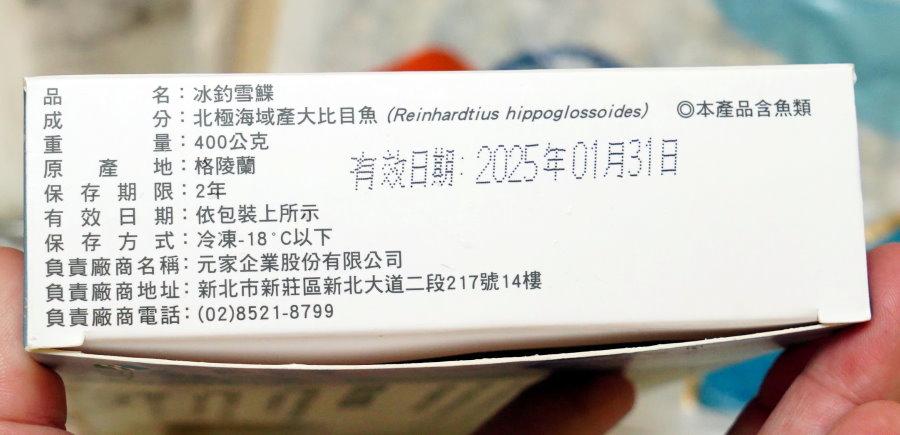 品名：冰釣雪鰈
成分：北極海域產大比目魚 (Reinhardtius hippoglossoides) ◎本產品含魚類
重量：400公克
原產地：格陵蘭
有效日期: 2025年01月31日
保存期限：2年
有效日期：依包裝上所示
保存方式：冷凍-18°C以下
負責廠商名稱：元家企業股份有限公司
負責廠商地址：新北市新莊區新北大道二段217號14樓
負責廠商電話：(02)8521-8799